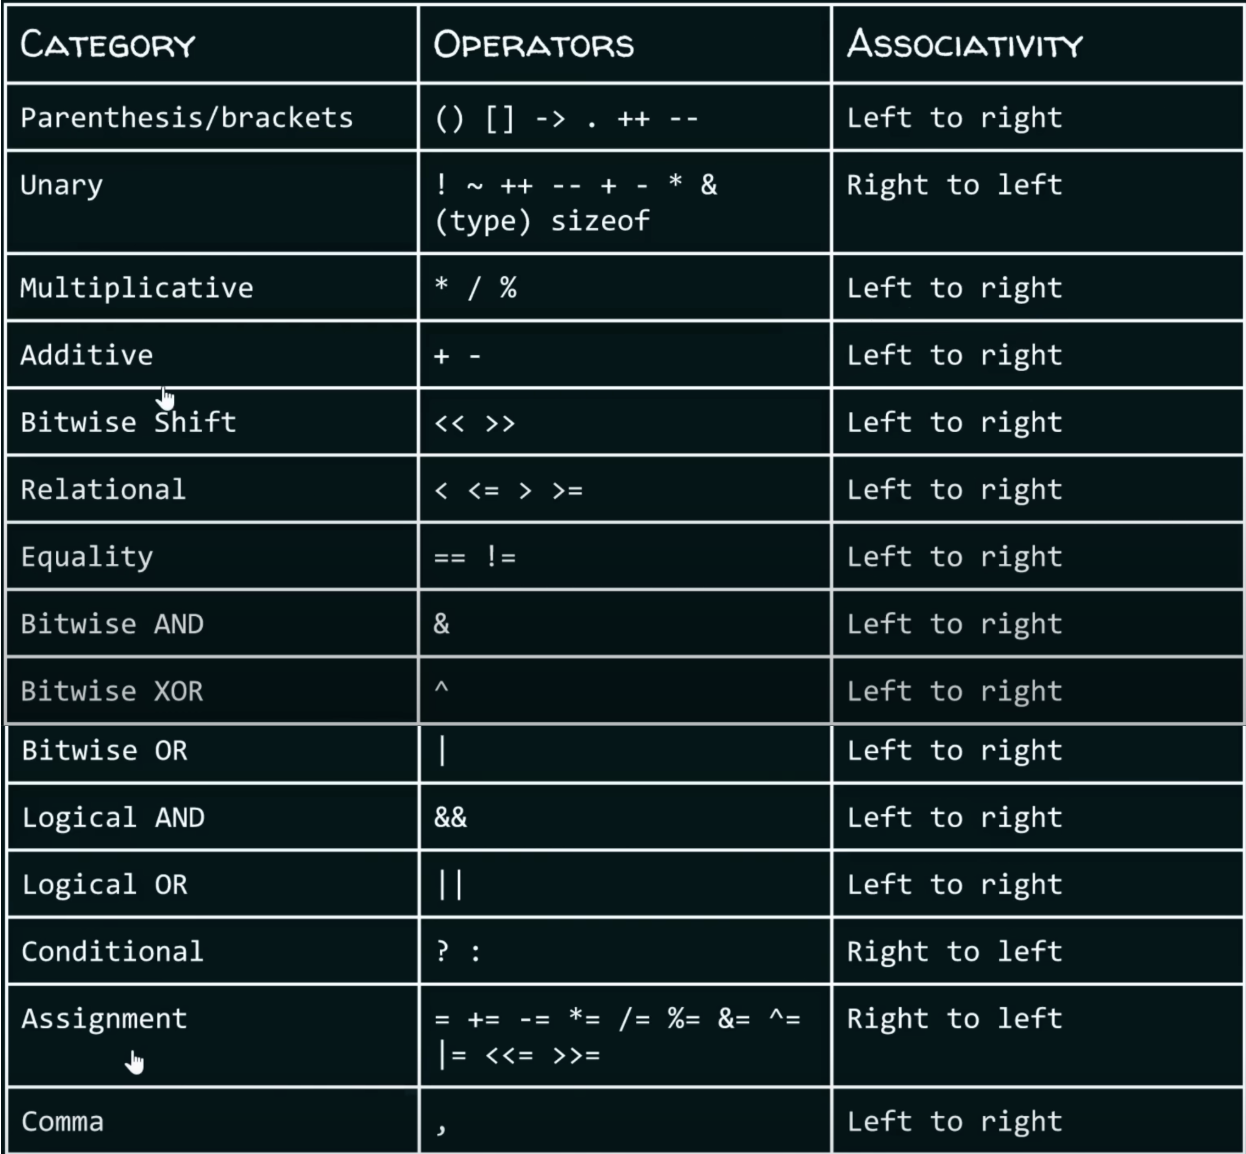 CATEGORY OPERATORS ASSOCIATIVITY
Parenthesis/brackets () [] -> . ++ -- Left to right
Unary ! ~ ++ -- + - * & Right to left
(type) sizeof
Multiplicative * / % Left to right
Additive + - Left to right
Bitwise Shift << >> Left to right
Relational < <= > >= Left to right
Equality == != Left to right
Bitwise AND & Left to right
Bitwise XOR ^ Left to right
Bitwise OR | Left to right
Logical AND && Left to right
Logical OR || Left to right
Conditional ? : Right to left
Assignment = += -= *= /= %= &= ^= Right to left
|= <<= >>=
Comma , Left to right